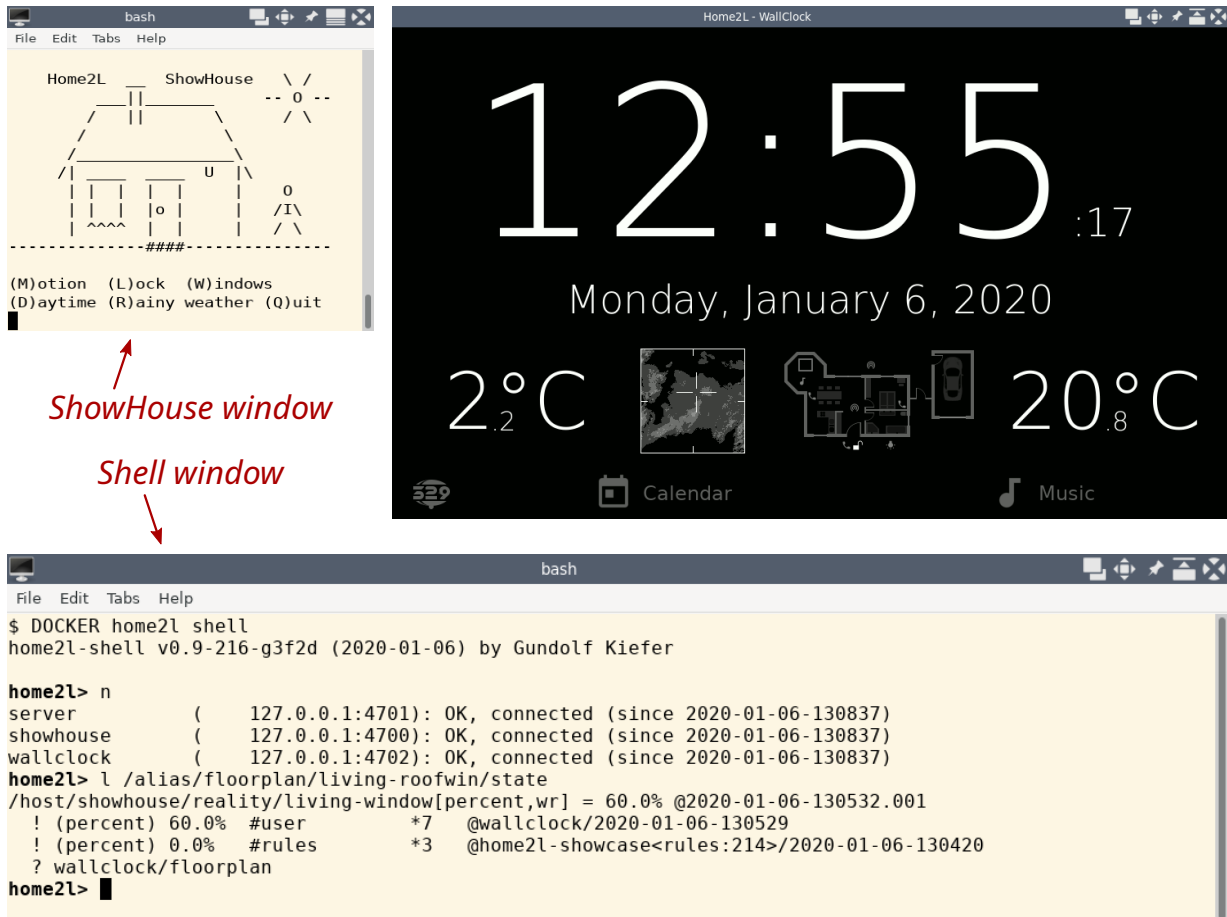 bash
File Edit Tabs Help
Home2L __ ShowHouse \ /
___||_______ -- O --
/ || \ / \
/ \
/________________\
/| ____ ____ U |\
| | | | | | O
| | | |o | | /I\
| ^^^^ | | | / \
--------------####---------------
(M)otion (L)ock (W)indows
(D)aytime (R)ainy weather (Q)uit
ShowHouse window
Shell window
Home2L - WallClock
12:55 :17
Monday, January 6, 2020
2.2°C 20.8°C
329 Calendar Music
bash
File Edit Tabs Help
$ DOCKER home2l shell
home2l-shell v0.9-216-g3f2d (2020-01-06) by Gundolf Kiefer
home2l> n
server ( 127.0.0.1:4701): OK, connected (since 2020-01-06-130837)
showhouse ( 127.0.0.1:4700): OK, connected (since 2020-01-06-130837)
wallclock ( 127.0.0.1:4702): OK, connected (since 2020-01-06-130837)
home2l> l /alias/floorplan/living-roofwin/state
/host/showhouse/reality/living-window[percent,wr] = 60.0% @2020-01-06-130532.001
! (percent) 60.0% #user *7 @wallclock/2020-01-06-130529
! (percent) 0.0% #rules *3 @home2l-showcase<rules:214>/2020-01-06-130420
? wallclock/floorplan
home2l>